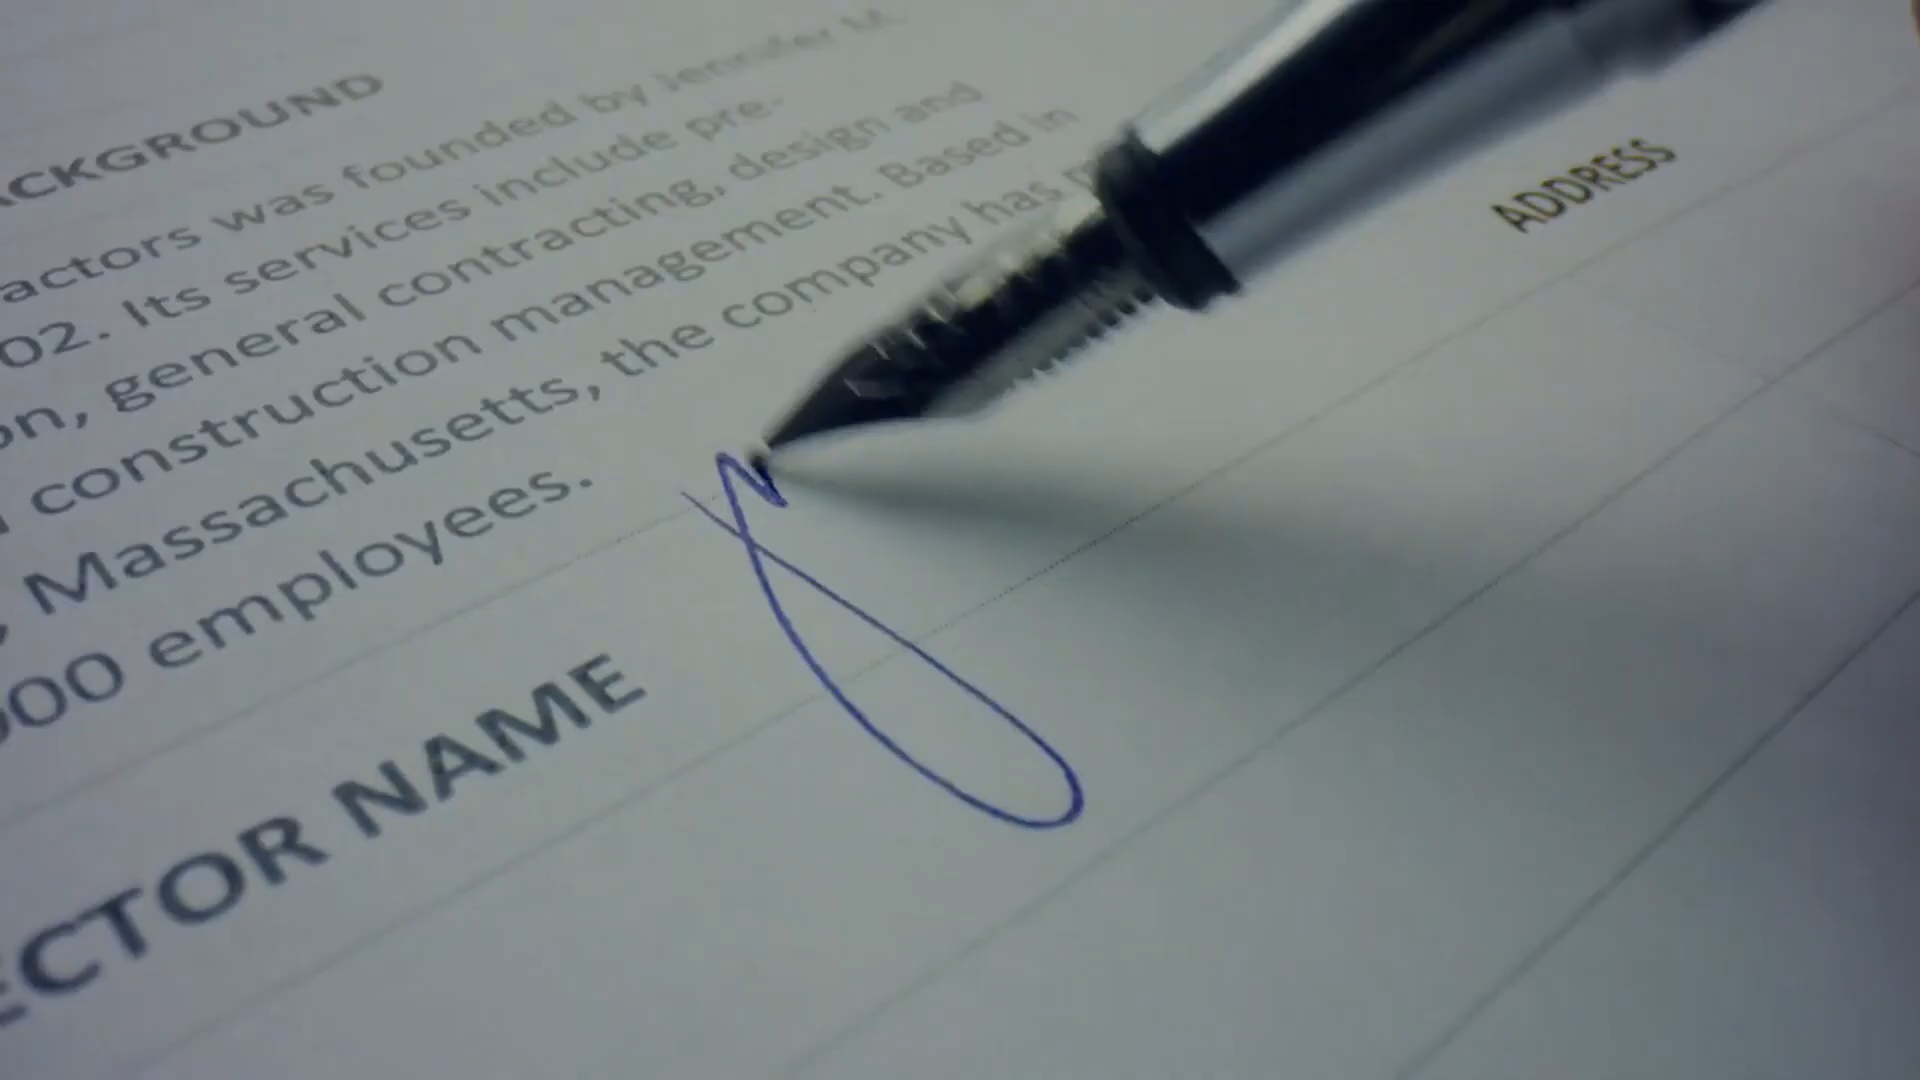 ACKGROUND
actors was founded by Jennifer M.
02. Its services include pre-
on, general contracting, design and
construction management. Based in
, Massachusetts, the company has
000 employees.
ECTOR NAME
ADDRESS